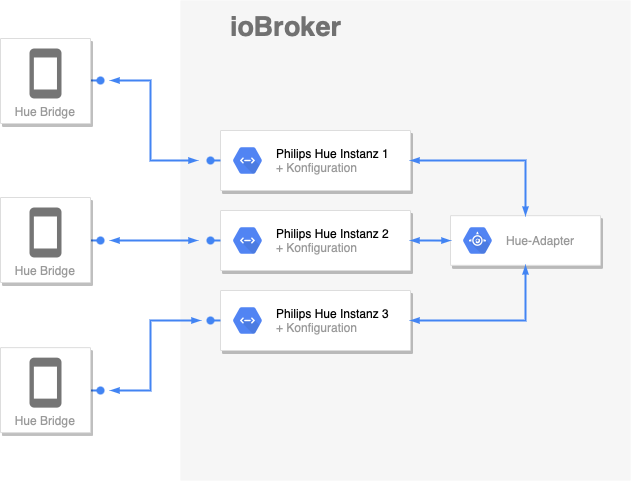 ioBroker
Hue Bridge
Philips Hue Instanz 1
+ Konfiguration
Philips Hue Instanz 2
+ Konfiguration
Hue-Adapter
Hue Bridge
Philips Hue Instanz 3
+ Konfiguration
Hue Bridge